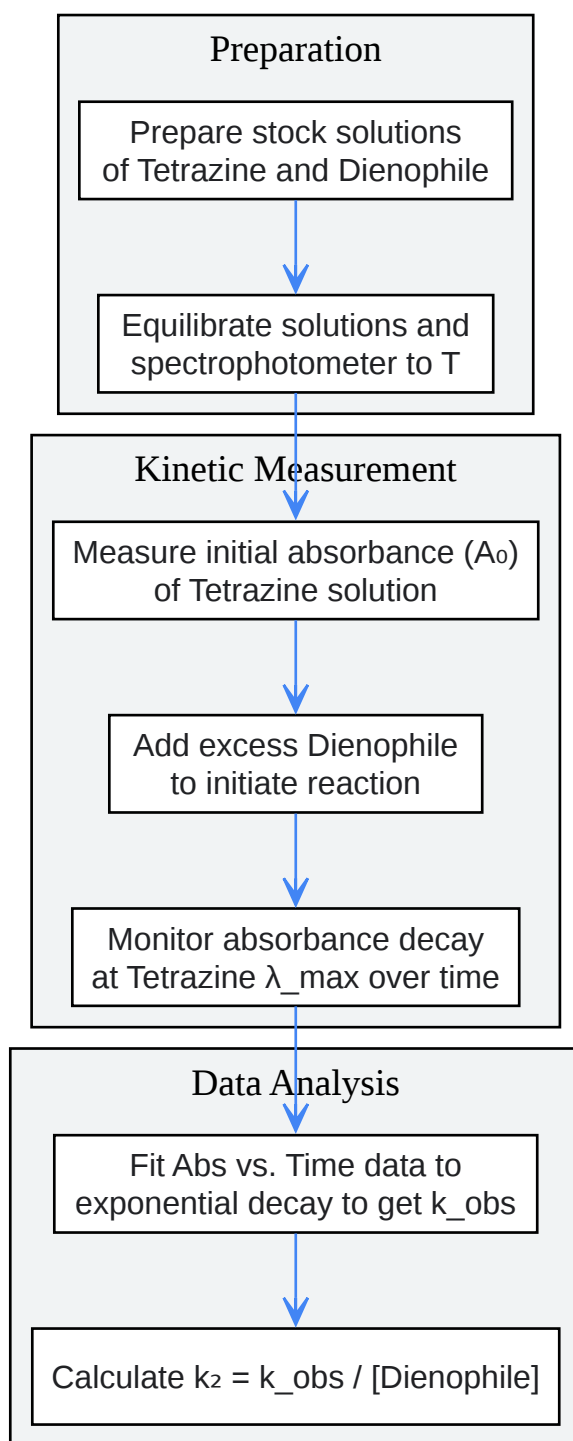 Preparation
Prepare stock solutions
of Tetrazine and Dienophile
Equilibrate solutions and
spectrophotometer to T
Kinetic Measurement
Measure initial absorbance (A₀)
of Tetrazine solution
Add excess Dienophile
to initiate reaction
Monitor absorbance decay
at Tetrazine λ_max over time
Data Analysis
Fit Abs vs. Time data to
exponential decay to get k_obs
Calculate k₂ = k_obs / [Dienophile]